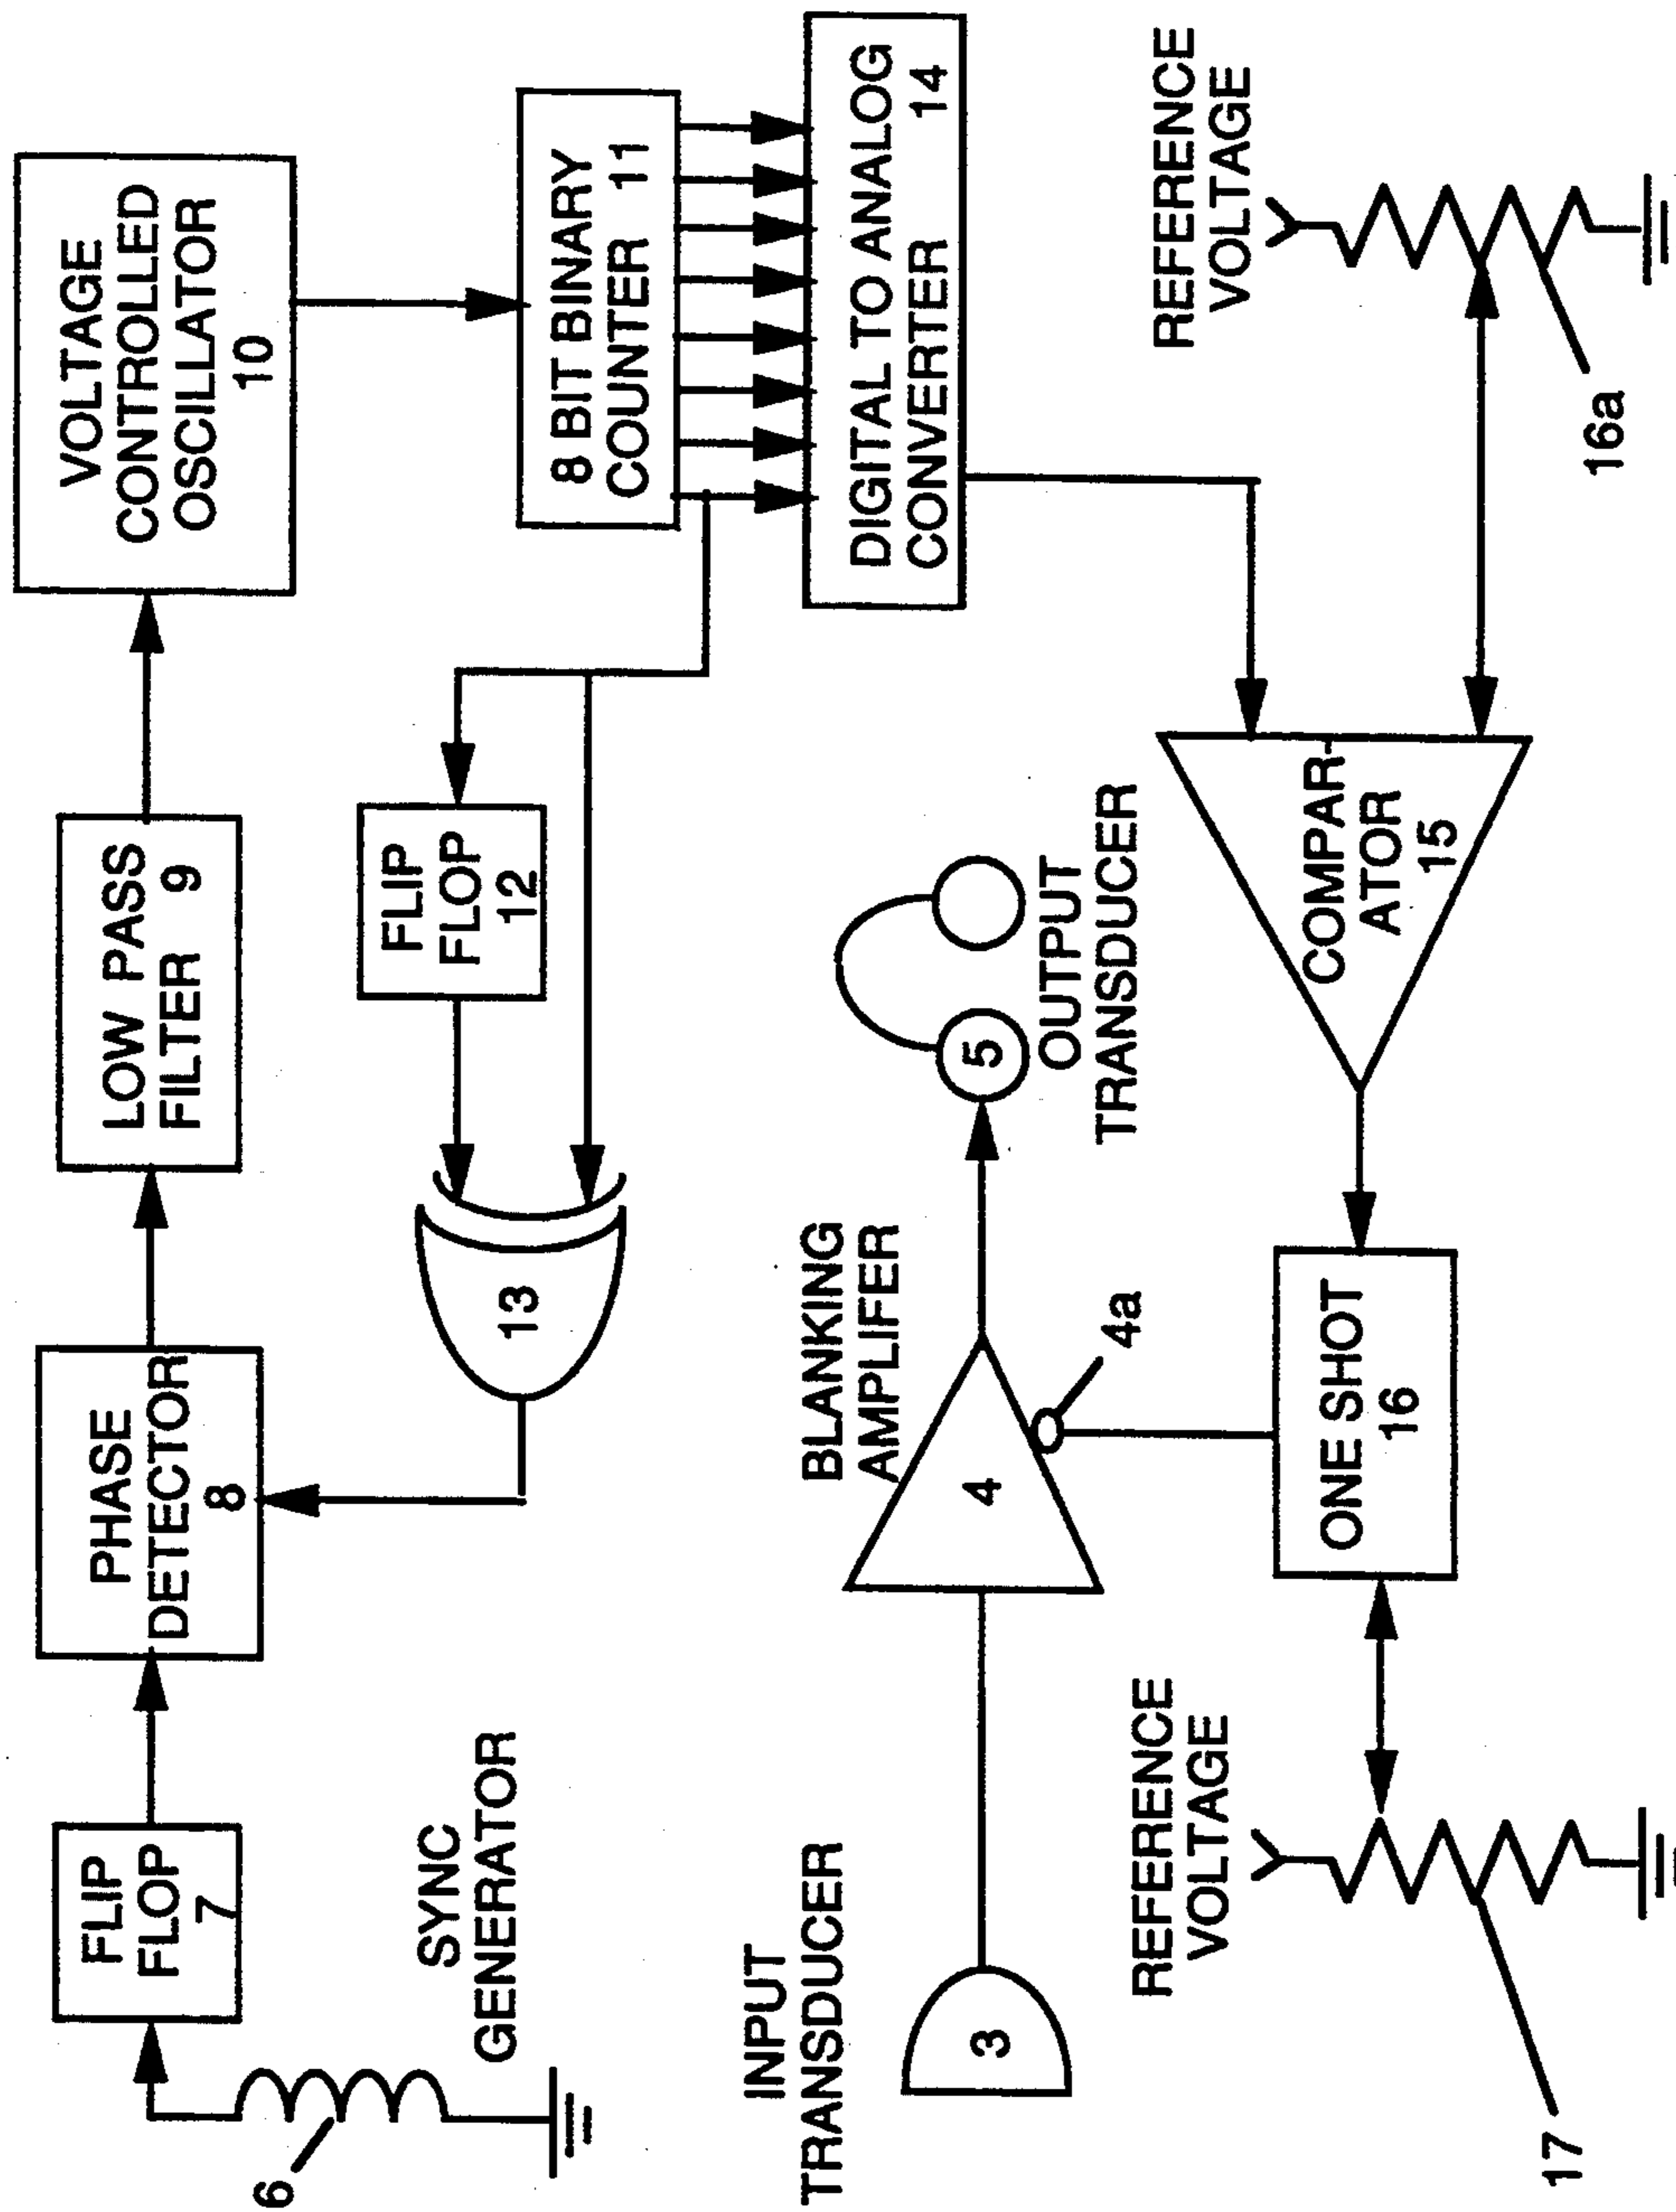 6
SYNC
GENERATOR
FLIP
FLOP
7
PHASE
DETECTOR
8
LOW PASS
FILTER 9
VOLTAGE
CONTROLLED
OSCILLATOR
10
13
FLIP
FLOP
12
8 BIT BINARY
COUNTER 11
DIGITAL TO ANALOG
CONVERTER 14
INPUT
TRANSDUCER
3
BLANKING
AMPLIFER
4
4a
5
OUTPUT
TRANSDUCER
REFERENCE
VOLTAGE
17
ONE SHOT
16
COMPAR-
ATOR
15
REFERENCE
VOLTAGE
16a